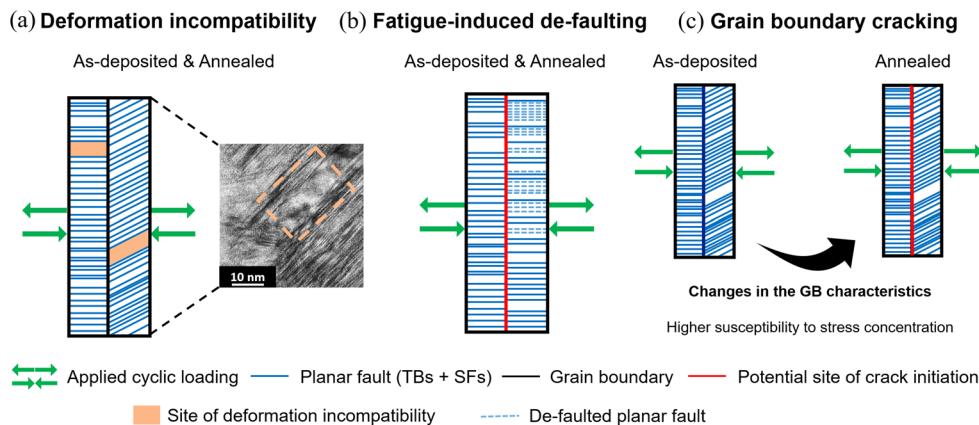 (a) Deformation incompatibility
As-deposited & Annealed
10 nm
(b) Fatigue-induced de-faulting
As-deposited & Annealed
(c) Grain boundary cracking
As-deposited
Annealed
Changes in the GB characteristics
Higher susceptibility to stress concentration
Applied cyclic loading
Planar fault (TBs + SFs)
Grain boundary
Potential site of crack initiation
Site of deformation incompatibility
De-faulted planar fault